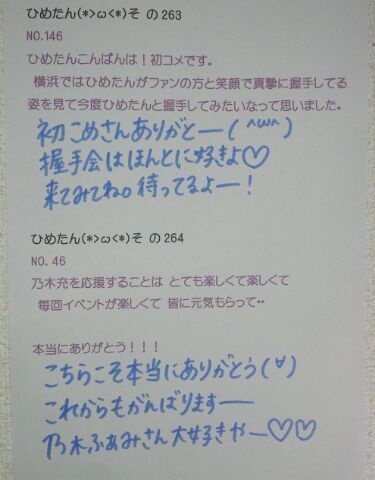 ひめたん(*>ω<*)そ の263
NO.146
ひめたんこんばんは！初コメです。
横浜ではひめたんがファンの方と笑顔で真摯に握手してる
姿を見て今度ひめたんと握手してみたいなって思いました。
初こめさんありがとー( ^ω^ )
握手会はほんとに好きよ♡
来てみてね。待ってるよー！
ひめたん(*>ω<*)そ の264
NO.46
乃木充を応援することは とても楽しくて楽しくて
毎回イベントが楽しくて 皆に元気もらって・・
本当にありがとう！！！
こちらこそ本当にありがとう(∀)
これからもがんばりますー
乃木ふぁみさん大好きやー♡♡